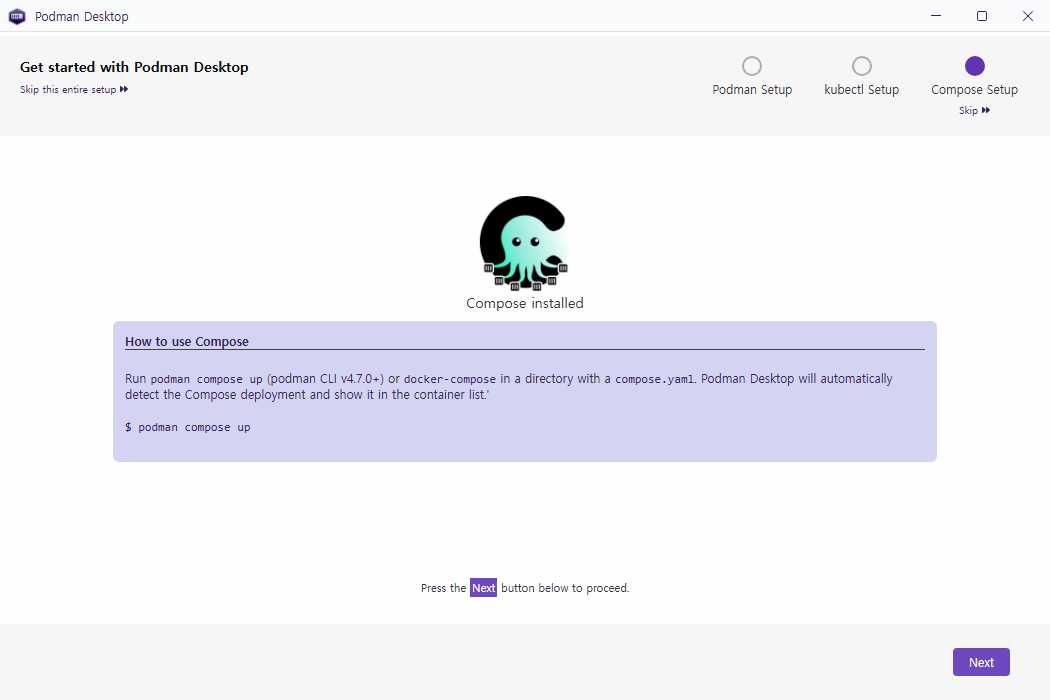 Podman Desktop
Get started with Podman Desktop
Skip this entire setup
Podman Setup
kubectl Setup
Compose Setup
Skip
Compose installed
How to use Compose
Run podman compose up (podman CLI v4.7.0+) or docker-compose in a directory with a compose.yaml. Podman Desktop will automatically
detect the Compose deployment and show it in the container list.'
$ podman compose up
Press the Next button below to proceed.
Next